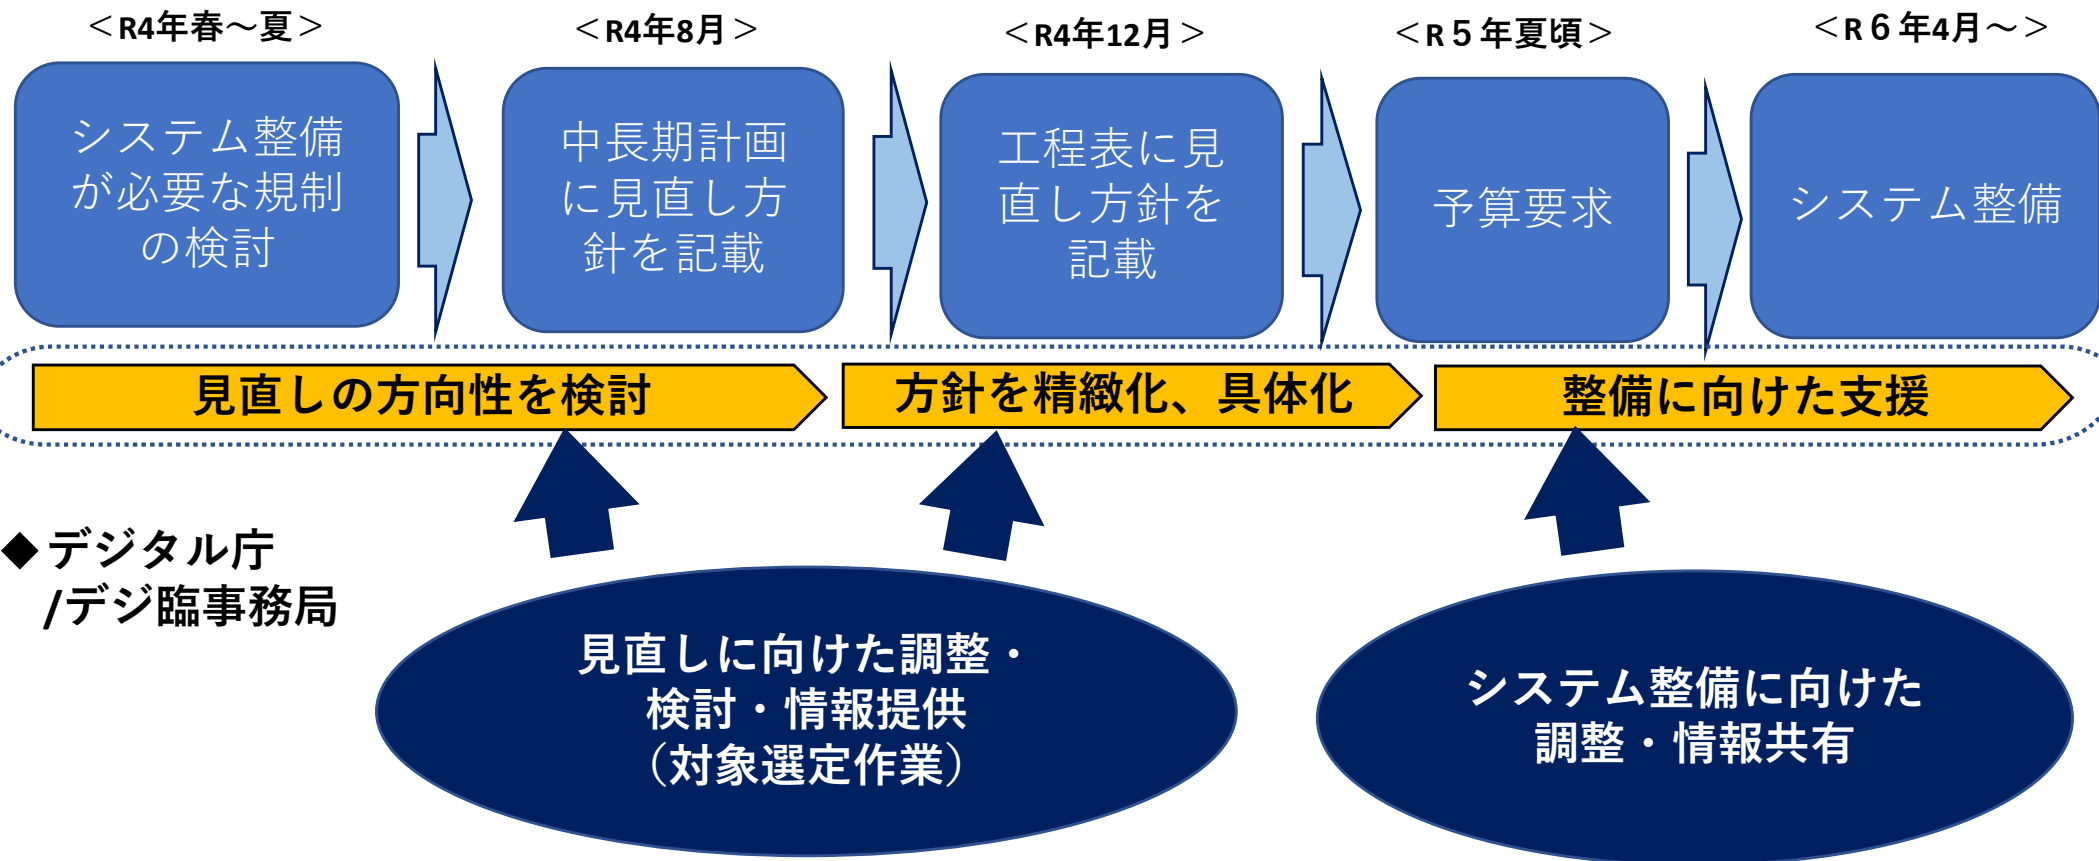 ＜R4年春～夏＞
＜R4年8月＞
＜R4年12月＞
＜R５年夏頃＞
＜R６年4月～＞
システム整備
が必要な規制
の検討
中長期計画
に見直し方
針を記載
工程表に見
直し方針を
記載
予算要求
システム整備
見直しの方向性を検討
方針を精緻化、具体化
整備に向けた支援
◆デジタル庁
/デジ臨事務局
見直しに向けた調整・
検討・情報提供
（対象選定作業）
システム整備に向けた
調整・情報共有